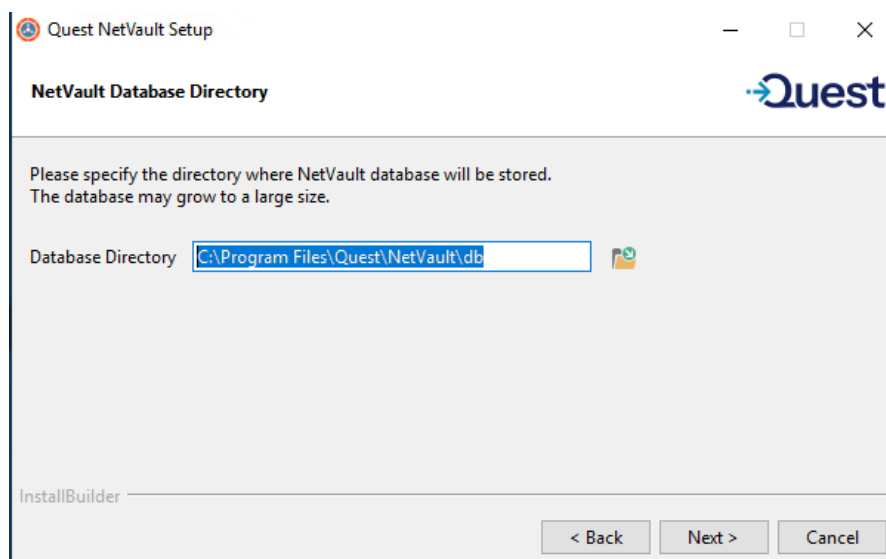 Quest NetVault Setup
NetVault Database Directory
Quest
Please specify the directory where NetVault database will be stored.
The database may grow to a large size.
Database Directory C:\Program Files\Quest\NetVault\db
InstallBuilder
< Back Next > Cancel